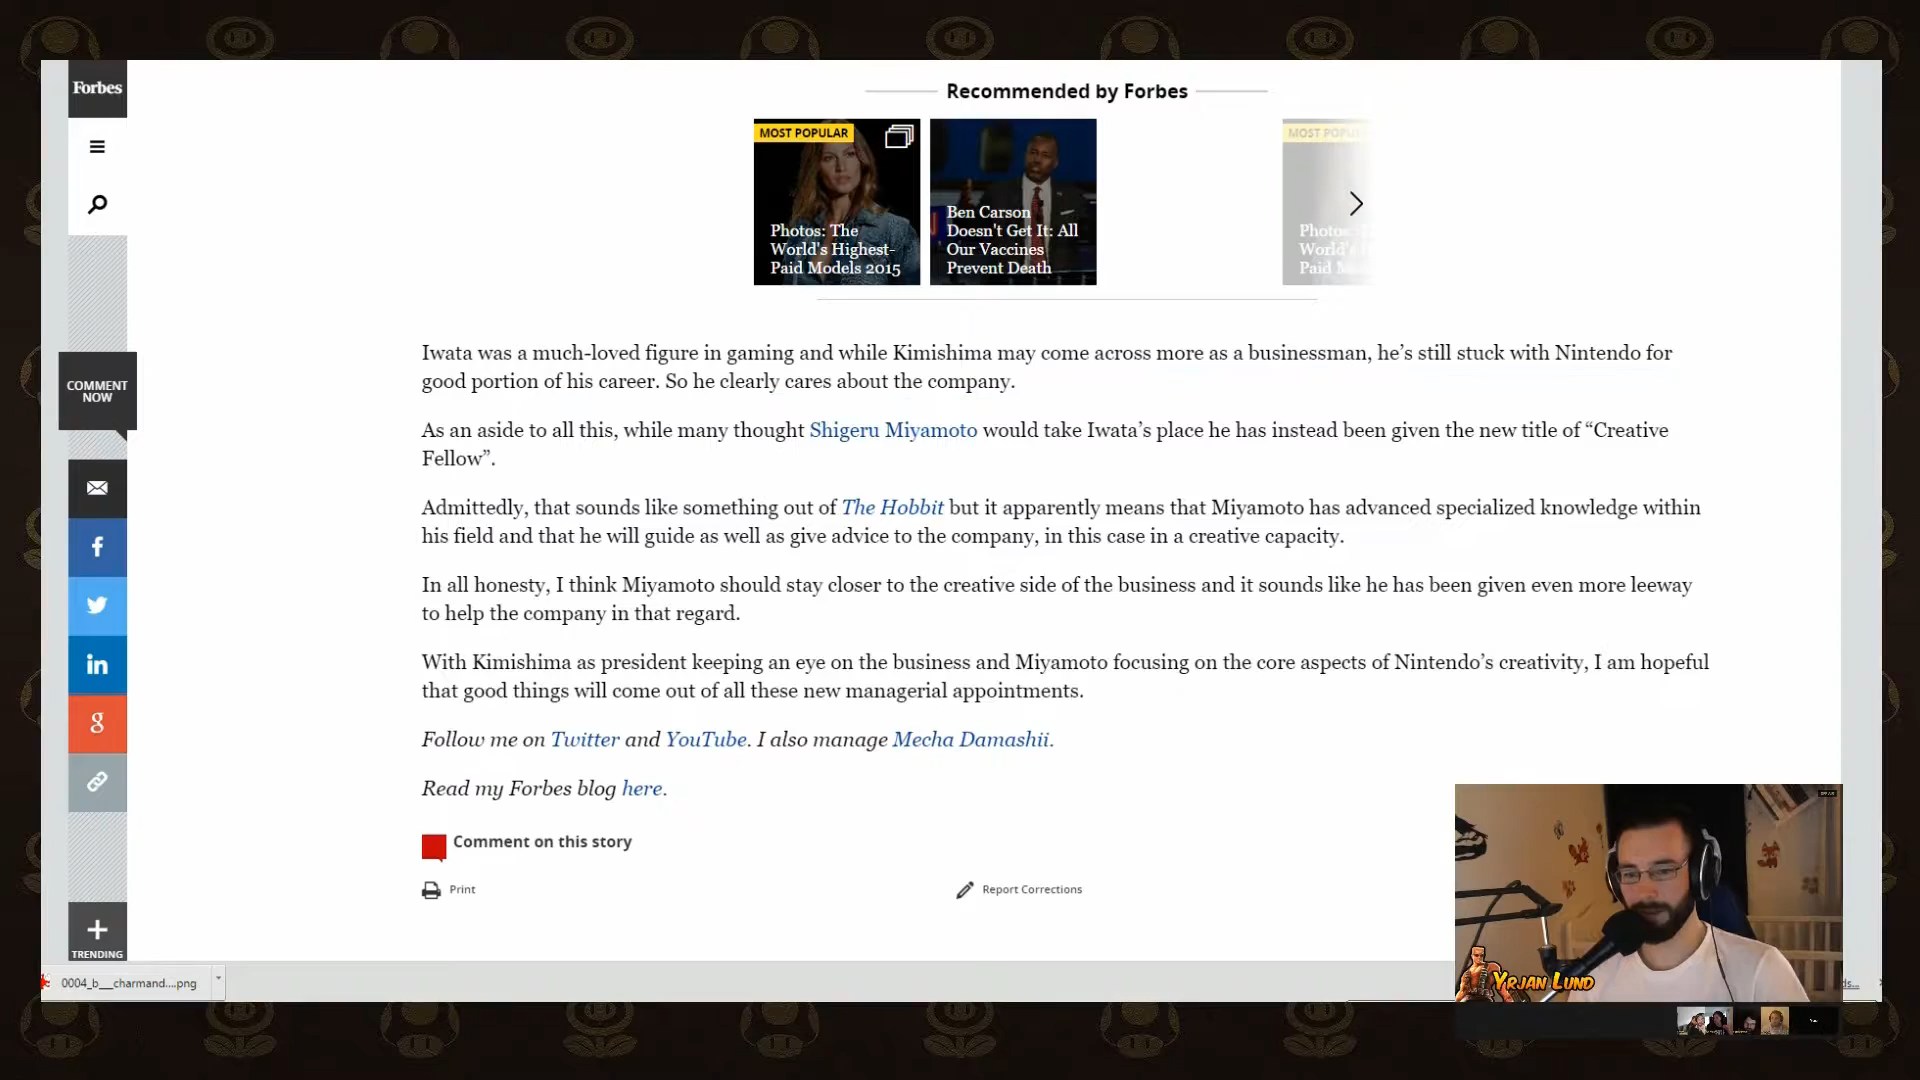 Forbes
Recommended by Forbes
MOST POPULAR
Photos: The
World's Highest-
Paid Models 2015
Ben Carson
Doesn't Get It: All
Our Vaccines
Prevent Death
COMMENT
NOW
Iwata was a much-loved figure in gaming and while Kimishima may come across more as a businessman, he's still stuck with Nintendo for
good portion of his career. So he clearly cares about the company.
As an aside to all this, while many thought Shigeru Miyamoto would take Iwata's place he has instead been given the new title of “Creative
Fellow”.
Admittedly, that sounds like something out of The Hobbit but it apparently means that Miyamoto has advanced specialized knowledge within
his field and that he will guide as well as give advice to the company, in this case in a creative capacity.
In all honesty, I think Miyamoto should stay closer to the creative side of the business and it sounds like he has been given even more leeway
to help the company in that regard.
With Kimishima as president keeping an eye on the business and Miyamoto focusing on the core aspects of Nintendo's creativity, I am hopeful
that good things will come out of all these new managerial appointments.
Follow me on Twitter and YouTube. I also manage Mecha Damashii.
Read my Forbes blog here.
Comment on this story
Print
Report Corrections
TRENDING
0004_b__charmand....png
YRJAN LUND